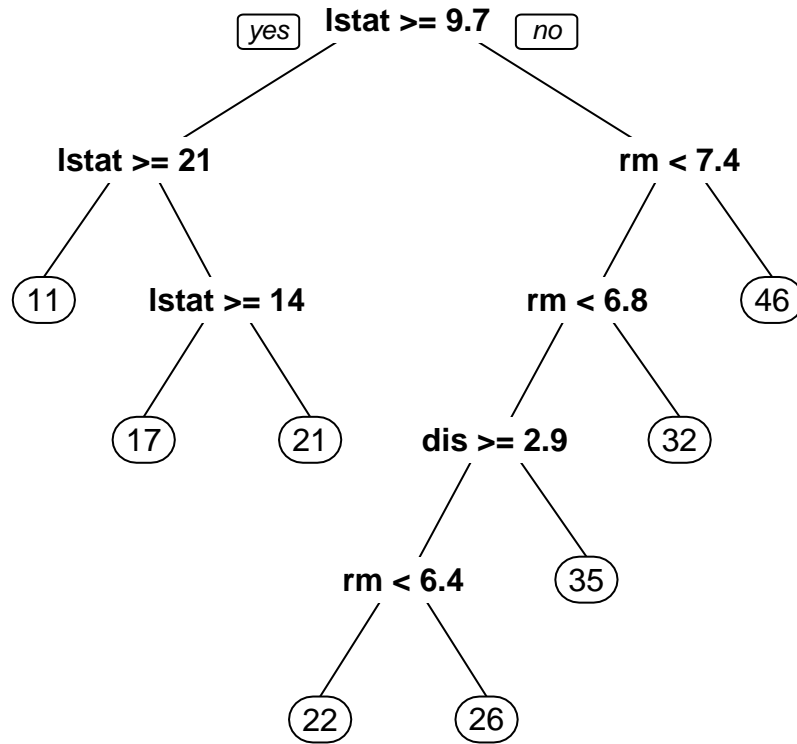 yes lstat >= 9.7 no
lstat >= 21 rm < 7.4
11 lstat >= 14 rm < 6.8 46
17 21 dis >= 2.9 32
rm < 6.4 35
22 26